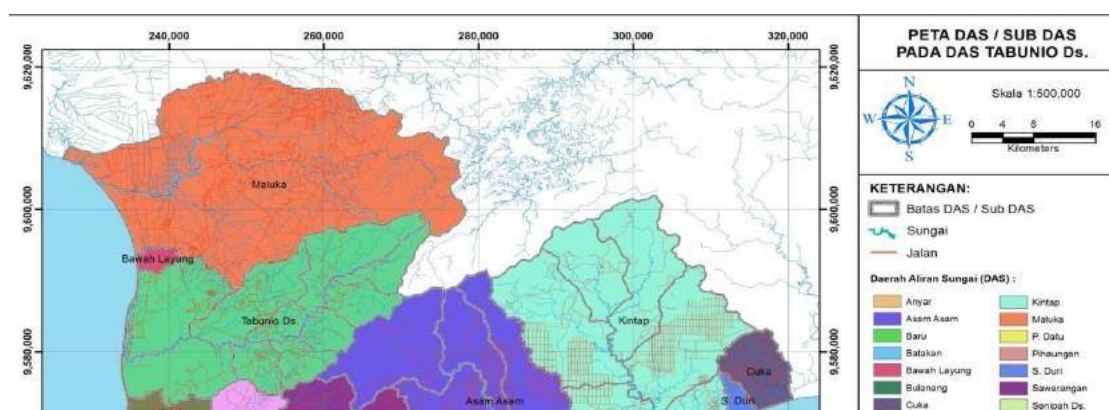 240,000 260,000 280,000 300,000 320,000
9,620,000
9,620,000
Maluka
9,600,000
9,600,000
Bawah Layung
Tabunio Ds.
Kintap
9,580,000
9,580,000
Cuka
Asam Asam
S. Duri
PETA DAS / SUB DAS
PADA DAS TABUNIO Ds.
N
W
E
S
Skala 1:500,000
0 4 8 16
Kilometers
KETERANGAN:
Batas DAS / Sub DAS
Sungai
Jalan
Daerah Aliran Sungai (DAS) :
Anyar
Asam Asam
Baru
Batakan
Bawah Layung
Bulanang
Cuka
Kintap
Maluka
P. Datu
Pihaungan
S. Duri
Sawarangan
Senipah Ds.